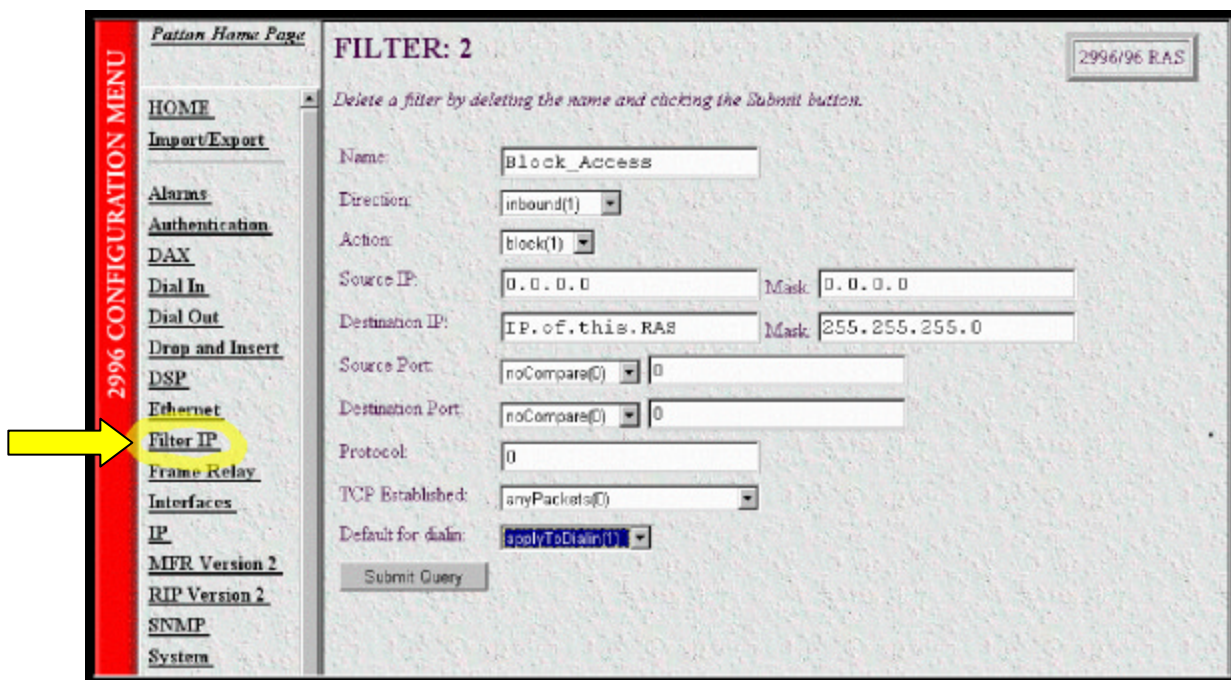 2996 CONFIGURATION MENU
Patton Home Page
HOME
Import/Export
Alarms
Authentication
DAX
Dial In
Dial Out
Drop and Insert
DSP
Ethernet
Filter IP
Frame Relay
Interfaces
IP
MFR Version 2
RIP Version 2
SNMP
System
FILTER: 2
2996/96 RAS
Delete a filter by deleting the name and clicking the Submit button.
Name: Block_Access
Direction: inbound(1)
Action: block(1)
Source IP: 0.0.0.0 Mask: 0.0.0.0
Destination IP: IP.of.this.RAS Mask: 255.255.255.0
Source Port: noCompare(0) 0
Destination Port: noCompare(0) 0
Protocol: 0
TCP Established: anyPackets(0)
Default for dialin: applyToDialin(1)
Submit Query